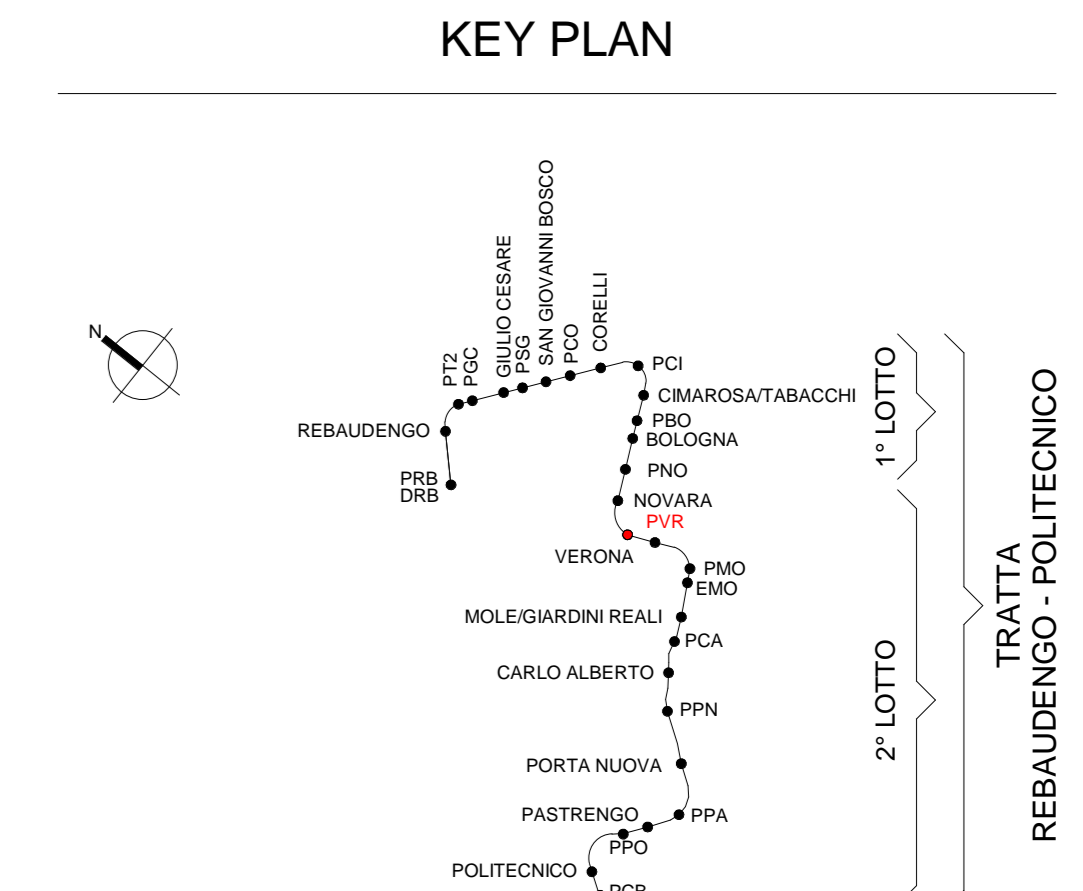 KEY PLAN
N
PT2
PGC
GIULIO CESARE
PSG
SAN GIOVANNI BOSCO
PCO
CORELLI
PCI
CIMAROSA/TABACCHI
REBAUDENGO
PBO
BOLOGNA
PRB
DRB
PNO
NOVARA
PVR
VERONA
PMO
EMO
MOLE/GIARDINI REALI
PCA
CARLO ALBERTO
PPN
PORTA NUOVA
PASTRENGO
PPA
PPO
POLITECNICO
1° LOTTO
2° LOTTO
TRATTA
REBAUDENGO - POLITECNICO